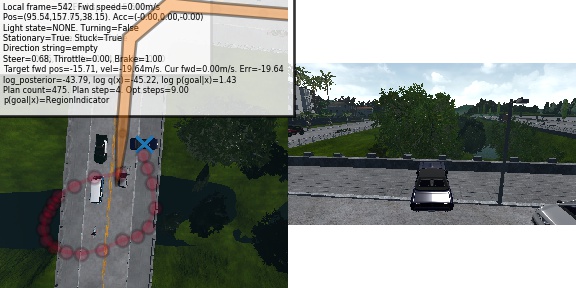 Local frame=542. Fwd speed=0.00m/s
Pos=(95.54,157.75,38.15). Acc=(-0.00,0.00,-0.00)
Light state=NONE. Turning=False
Stationary=True. Stuck=True
Direction string=empty
Steer=0.68, Throttle=0.00, Brake=1.00
Target fwd pos=-15.71, vel=-19.64m/s. Cur fwd=0.00m/s. Err=-19.64
log_posterior=-43.79, log q(x)=-45.22, log p(goal|x)=1.43
Plan count=475. Plan step=4. Opt steps=9.00
p(goal|x)=RegionIndicator